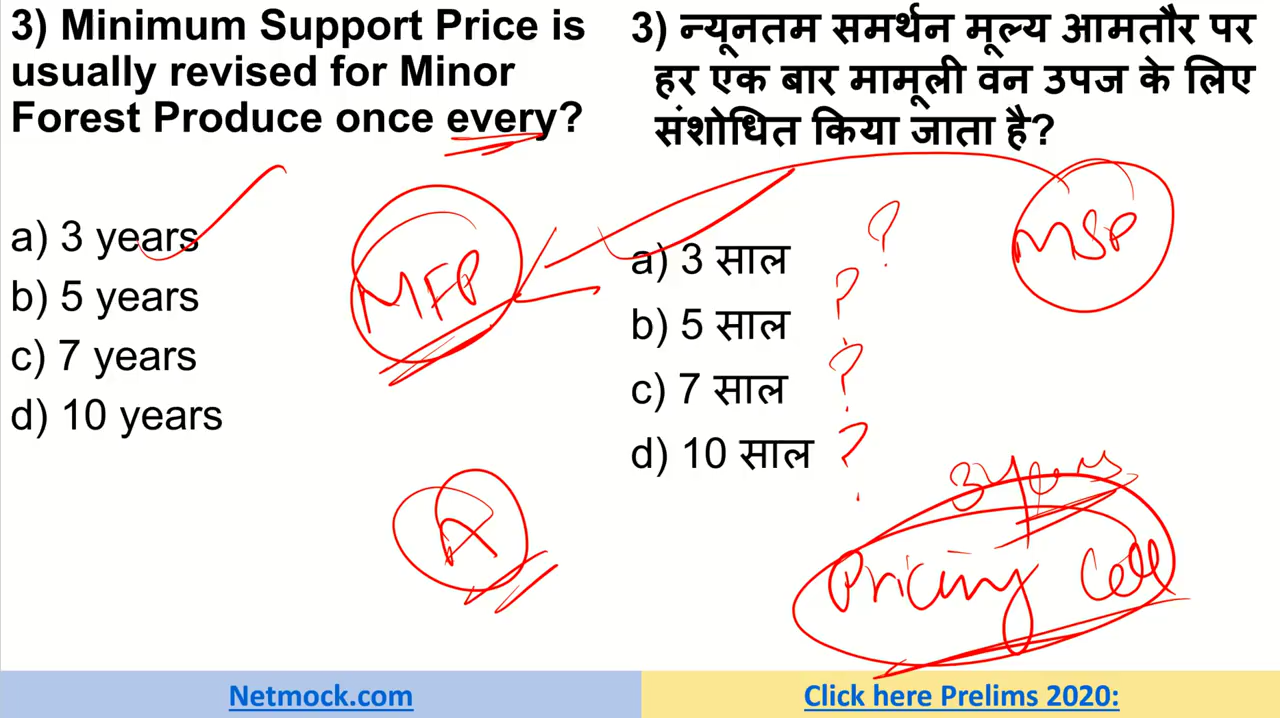 3) Minimum Support Price is
usually revised for Minor
Forest Produce once every?
a) 3 years
b) 5 years
c) 7 years
d) 10 years
MFP
A
3) न्यूनतम समर्थन मूल्य आमतौर पर
हर एक बार मामूली वन उपज के लिए
संशोधित किया जाता है?
a) 3 साल
b) 5 साल
c) 7 साल
d) 10 साल
?
?
?
?
MSP
3 years
Pricing Cell
Netmock.com
Click here Prelims 2020: